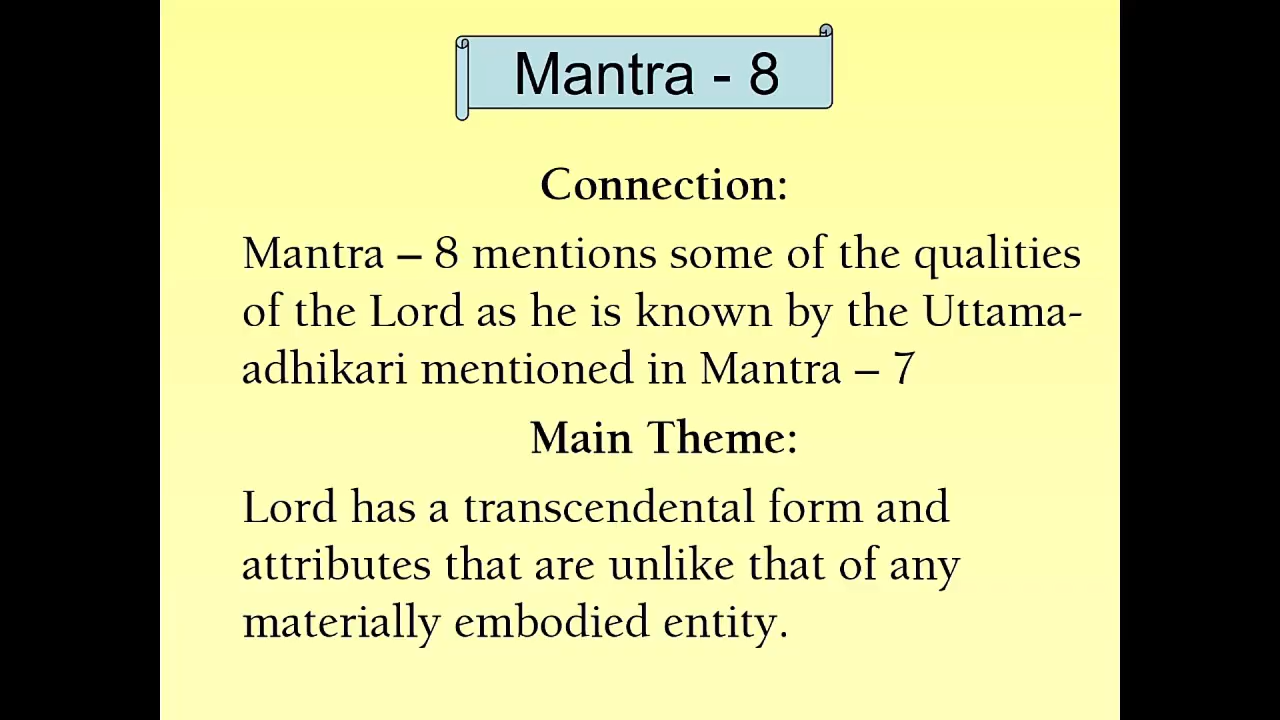 Mantra - 8
Connection:
Mantra – 8 mentions some of the qualities
of the Lord as he is known by the Uttama-
adhikari mentioned in Mantra – 7
Main Theme:
Lord has a transcendental form and
attributes that are unlike that of any
materially embodied entity.